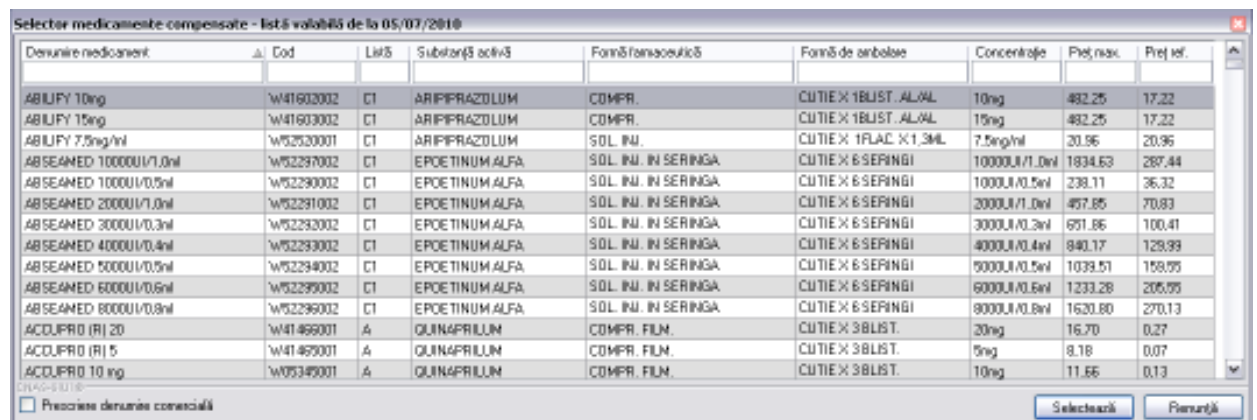 Selector medicamente compensate - listă valabilă de la 05/07/2010
Denumire medicament Cod Listă Substanță activă Formă farmaceutică Formă de ambalare Concentrație Preț max. Preț ref.
ABILIFY 10mg W41602002 C1 ARIPIPRAZOLUM COMPR. CUTIE X 1BLIST. AL/AL 10mg 482.25 17,22
ABILIFY 15mg W41603002 C1 ARIPIPRAZOLUM COMPR. CUTIE X 1BLIST. AL/AL 15mg 482.25 17,22
ABILIFY 7.5mg/ml W52520001 C1 ARIPIPRAZOLUM SOL. INJ. CUTIE X 1FLAC. X 1,3ML 7.5mg/ml 20.96 20,96
ABSEAMED 10000UI/1.0ml W52297002 C1 EPOETINUM ALFA SOL. INJ. IN SERINGA CUTIE X 6 SERINGI 10000UI/1.0ml 1834.63 287,44
ABSEAMED 1000UI/0.5ml W52290002 C1 EPOETINUM ALFA SOL. INJ. IN SERINGA CUTIE X 6 SERINGI 1000UI/0.5ml 238.11 36,32
ABSEAMED 2000UI/1.0ml W52291002 C1 EPOETINUM ALFA SOL. INJ. IN SERINGA CUTIE X 6 SERINGI 2000UI/1.0ml 457.85 70,83
ABSEAMED 3000UI/0.3ml W52292002 C1 EPOETINUM ALFA SOL. INJ. IN SERINGA CUTIE X 6 SERINGI 3000UI/0.3ml 651.86 100,41
ABSEAMED 4000UI/0.4ml W52293002 C1 EPOETINUM ALFA SOL. INJ. IN SERINGA CUTIE X 6 SERINGI 4000UI/0.4ml 840.17 129,99
ABSEAMED 5000UI/0.5ml W52294002 C1 EPOETINUM ALFA SOL. INJ. IN SERINGA CUTIE X 6 SERINGI 5000UI/0.5ml 1039.51 159,55
ABSEAMED 6000UI/0.6ml W52295002 C1 EPOETINUM ALFA SOL. INJ. IN SERINGA CUTIE X 6 SERINGI 6000UI/0.6ml 1233.28 205,55
ABSEAMED 8000UI/0.8ml W52296002 C1 EPOETINUM ALFA SOL. INJ. IN SERINGA CUTIE X 6 SERINGI 8000UI/0.8ml 1620.80 270,13
ACCUPRO (R) 20 W41466001 A QUINAPRILUM COMPR. FILM. CUTIE X 3 BLIST. 20mg 16.70 0,27
ACCUPRO (R) 5 W41465001 A QUINAPRILUM COMPR. FILM. CUTIE X 3 BLIST. 5mg 8.18 0,07
ACCUPRO 10 mg W05345001 A QUINAPRILUM COMPR. FILM. CUTIE X 3 BLIST. 10mg 11.66 0,13
Prescriere denumire comercială Selectează Renunță